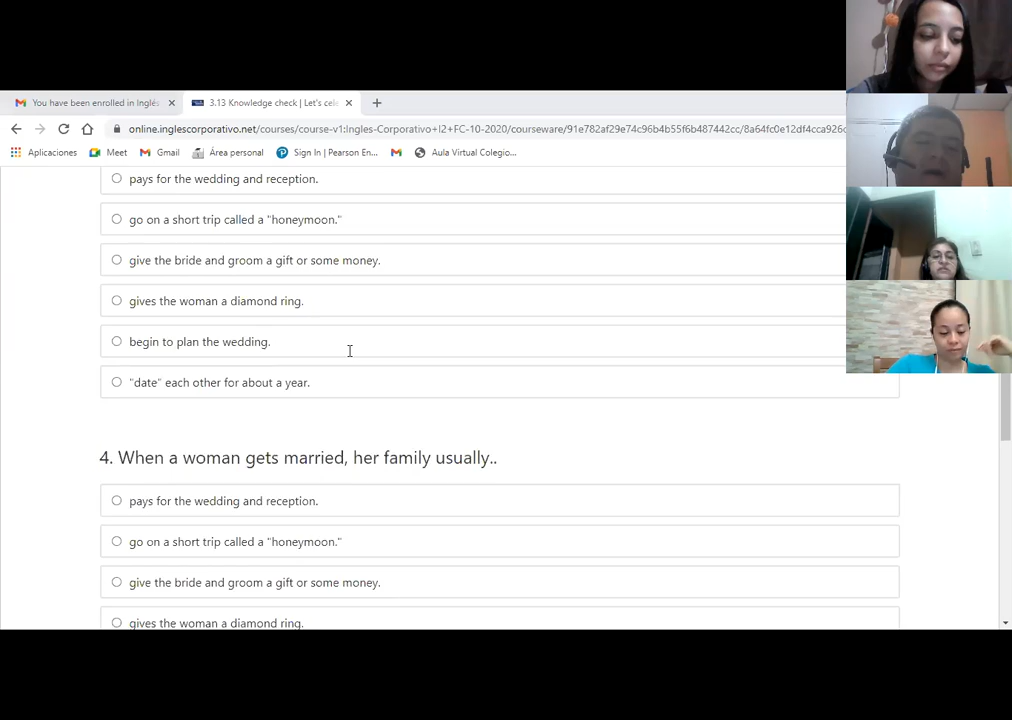 You have been enrolled in Inglés
3.13 Knowledge check | Let's cele
online.inglescorporativo.net/courses/course-v1:Ingles-Corporativo+I2+FC-10-2020/courseware/91e782af29e74c96b4b55f6b487442cc/8a64fc0e12df4cca926c
Aplicaciones Meet Gmail Área personal Sign In | Pearson En... Aula Virtual Colegio...
pays for the wedding and reception.
go on a short trip called a "honeymoon."
give the bride and groom a gift or some money.
gives the woman a diamond ring.
begin to plan the wedding.
"date" each other for about a year.
4. When a woman gets married, her family usually..
pays for the wedding and reception.
go on a short trip called a "honeymoon."
give the bride and groom a gift or some money.
gives the woman a diamond ring.